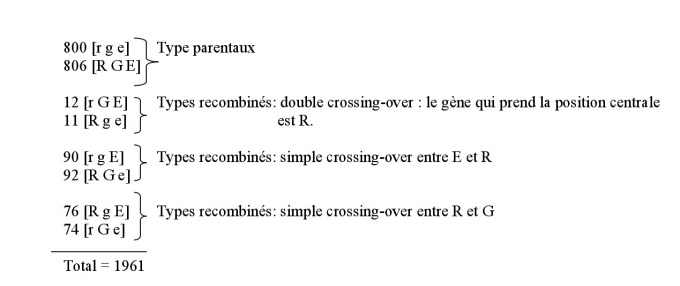 800 [r g e] Type parentaux
806 [R G E]
12 [r G E] Types recombinés: double crossing-over : le gène qui prend la position centrale
11 [R g e] est R.
90 [r g E] Types recombinés: simple crossing-over entre E et R
92 [R G e]
76 [R g E] Types recombinés: simple crossing-over entre R et G
74 [r G e]
Total = 1961